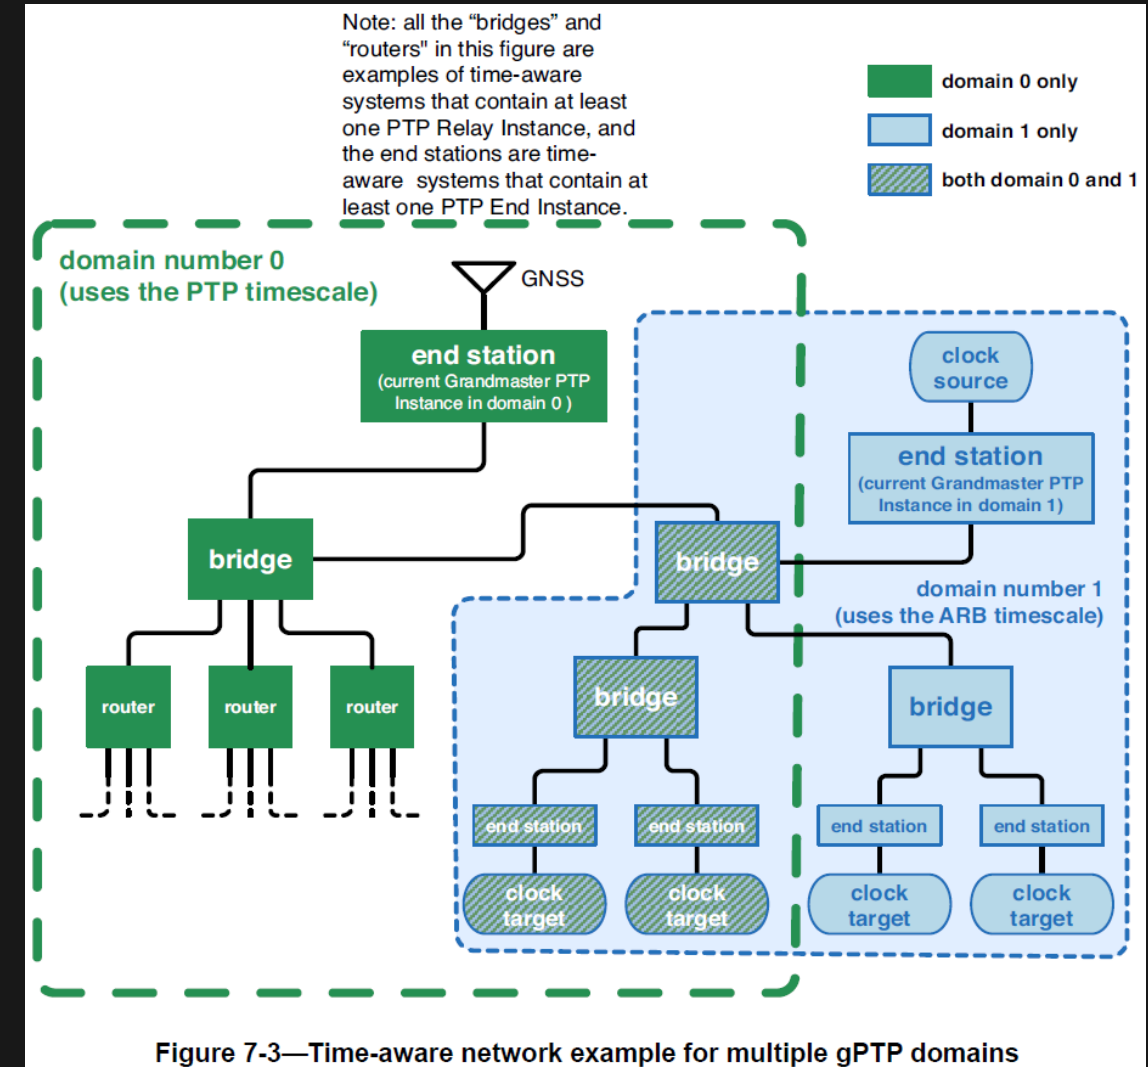 Note: all the “bridges” and
“routers" in this figure are
examples of time-aware
systems that contain at least
one PTP Relay Instance, and
the end stations are time-
aware  systems that contain at
least one PTP End Instance.
domain 0 only
domain 1 only
both domain 0 and 1
domain number 0
(uses the PTP timescale)
GNSS
end station
(current Grandmaster PTP
Instance in domain 0 )
clock
source
end station
(current Grandmaster PTP
Instance in domain 1)
bridge
bridge
domain number 1
(uses the ARB timescale)
router
router
router
bridge
bridge
end station
end station
end station
end station
clock
target
clock
target
clock
target
clock
target
Figure 7-3—Time-aware network example for multiple gPTP domains